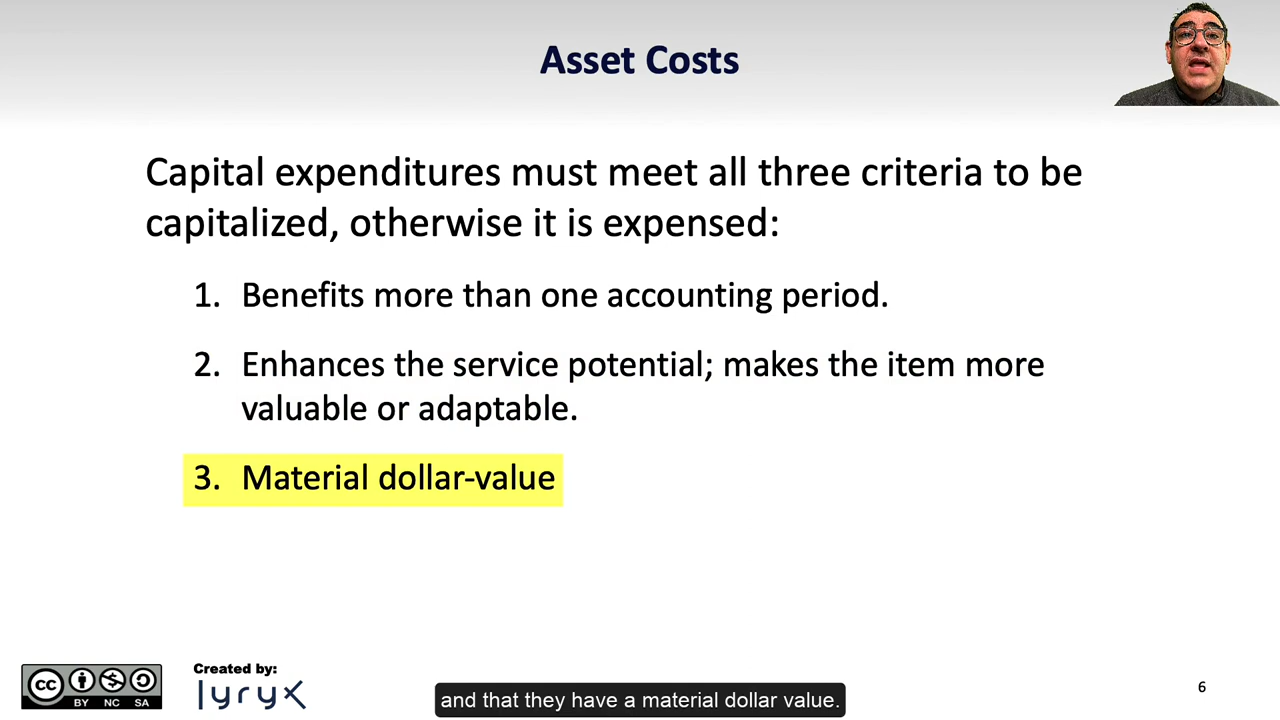 Asset Costs
Capital expenditures must meet all three criteria to be
capitalized, otherwise it is expensed:
1. Benefits more than one accounting period.
2. Enhances the service potential; makes the item more
valuable or adaptable.
3. Material dollar-value
cc BY NC SA
Created by:
lyryx
and that they have a material dollar value.
6